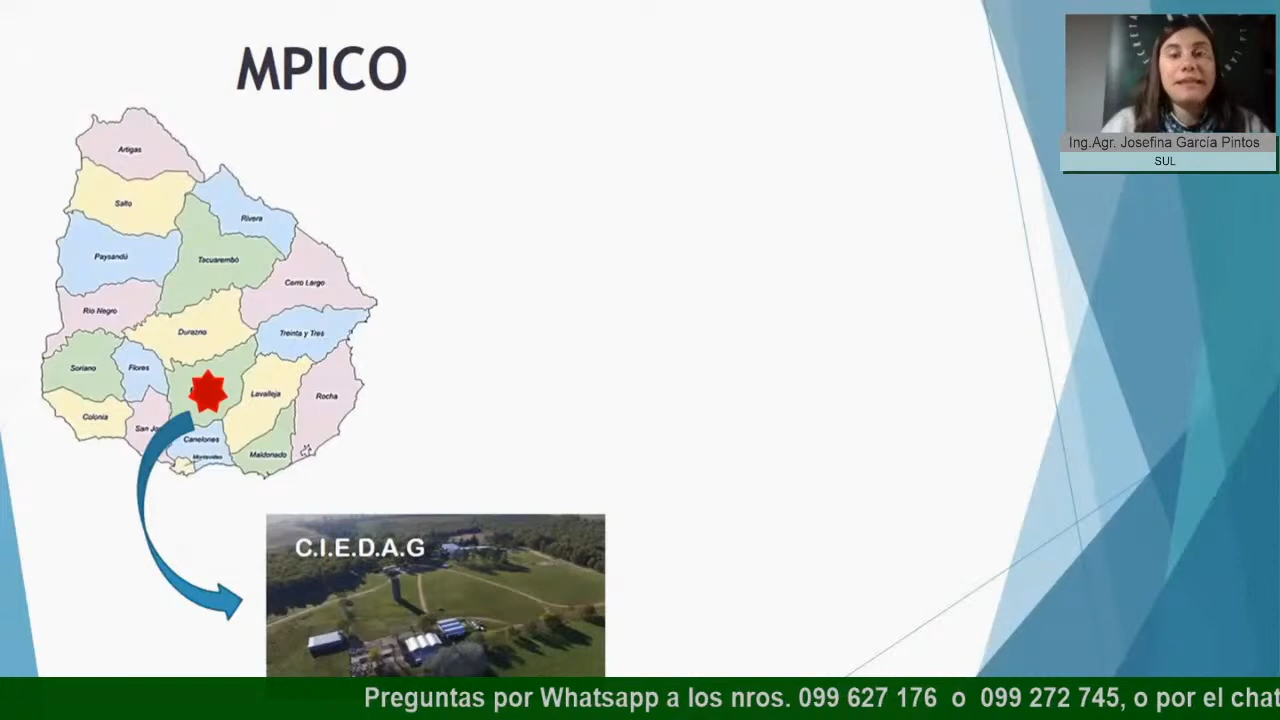 MPICO
Ing.Agr. Josefina García Pintos
SUL
Artigas
Salto
Rivera
Paysandú
Tacuarembó
Cerro Largo
Río Negro
Durazno
Treinta y Tres
Soriano
Flores
Lavalleja
Rocha
Colonia
San Jo
Canelones
Montevideo
Maldonado
C.I.E.D.A.G
Preguntas por Whatsapp a los nros. 099 627 176 o 099 272 745, o por el chat